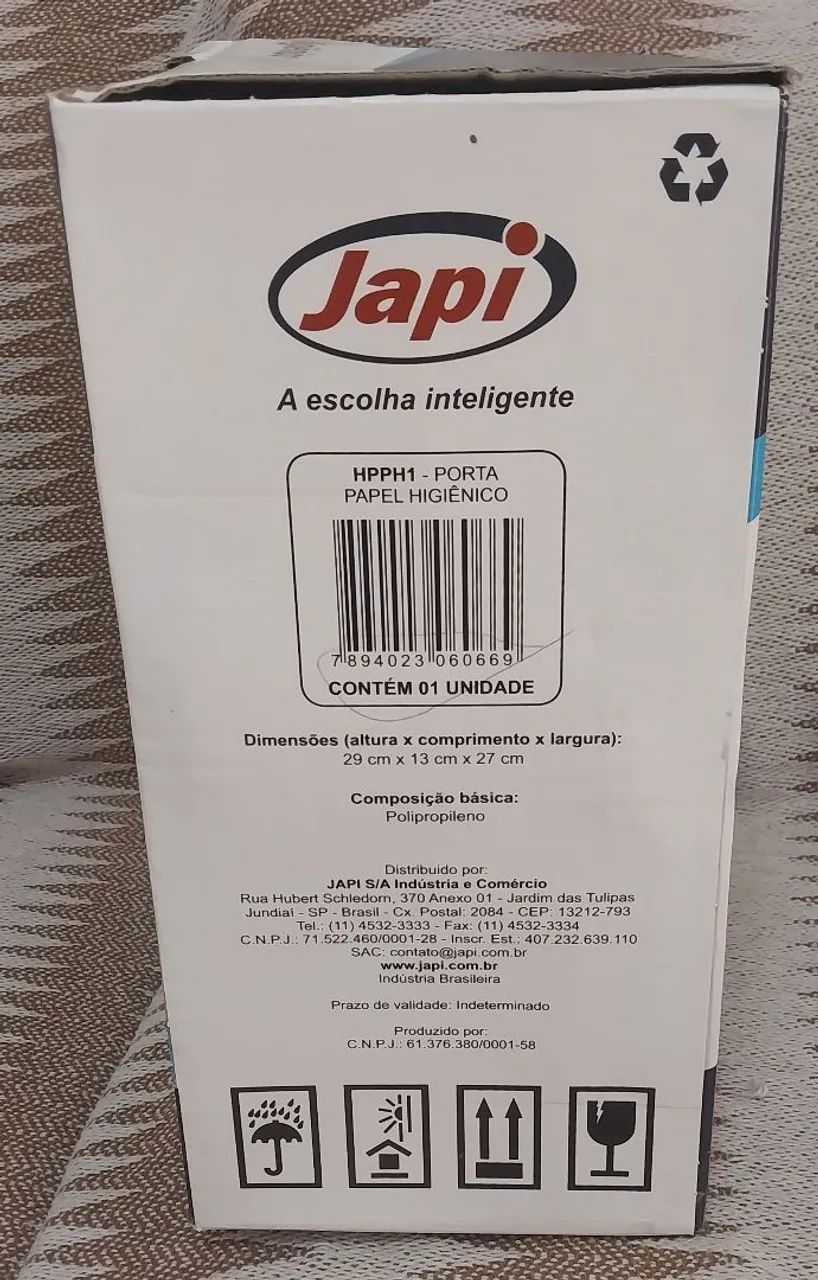 Japi
A escolha inteligente
HPPH1 - PORTA
PAPEL HIGIÊNICO
7 894023 060669
CONTÉM 01 UNIDADE
Dimensões (altura x comprimento x largura):
29 cm x 13 cm x 27 cm
Composição básica:
Polipropileno
Distribuido por:
JAPI S/A Indústria e Comércio
Rua Hubert Schledorn, 370 Anexo 01 - Jardim das Tulipas
Jundiaí - SP - Brasil - Cx. Postal: 2084 - CEP: 13212-793
Tel.: (11) 4532-3333 - Fax: (11) 4532-3334
C.N.P.J.: 71.522.460/0001-28 - Inscr. Est.: 407.232.639.110
SAC: contato@japi.com.br
www.japi.com.br
Indústria Brasileira
Prazo de validade: Indeterminado
Produzido por:
C.N.P.J.: 61.376.380/0001-58